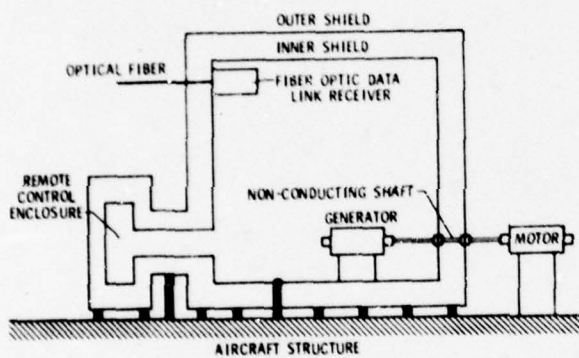 OUTER SHIELD
INNER SHIELD
OPTICAL FIBER
FIBER OPTIC DATA
LINK RECEIVER
REMOTE
CONTROL
ENCLOSURE
NON-CONDUCTING SHAFT
GENERATOR
MOTOR
AIRCRAFT STRUCTURE